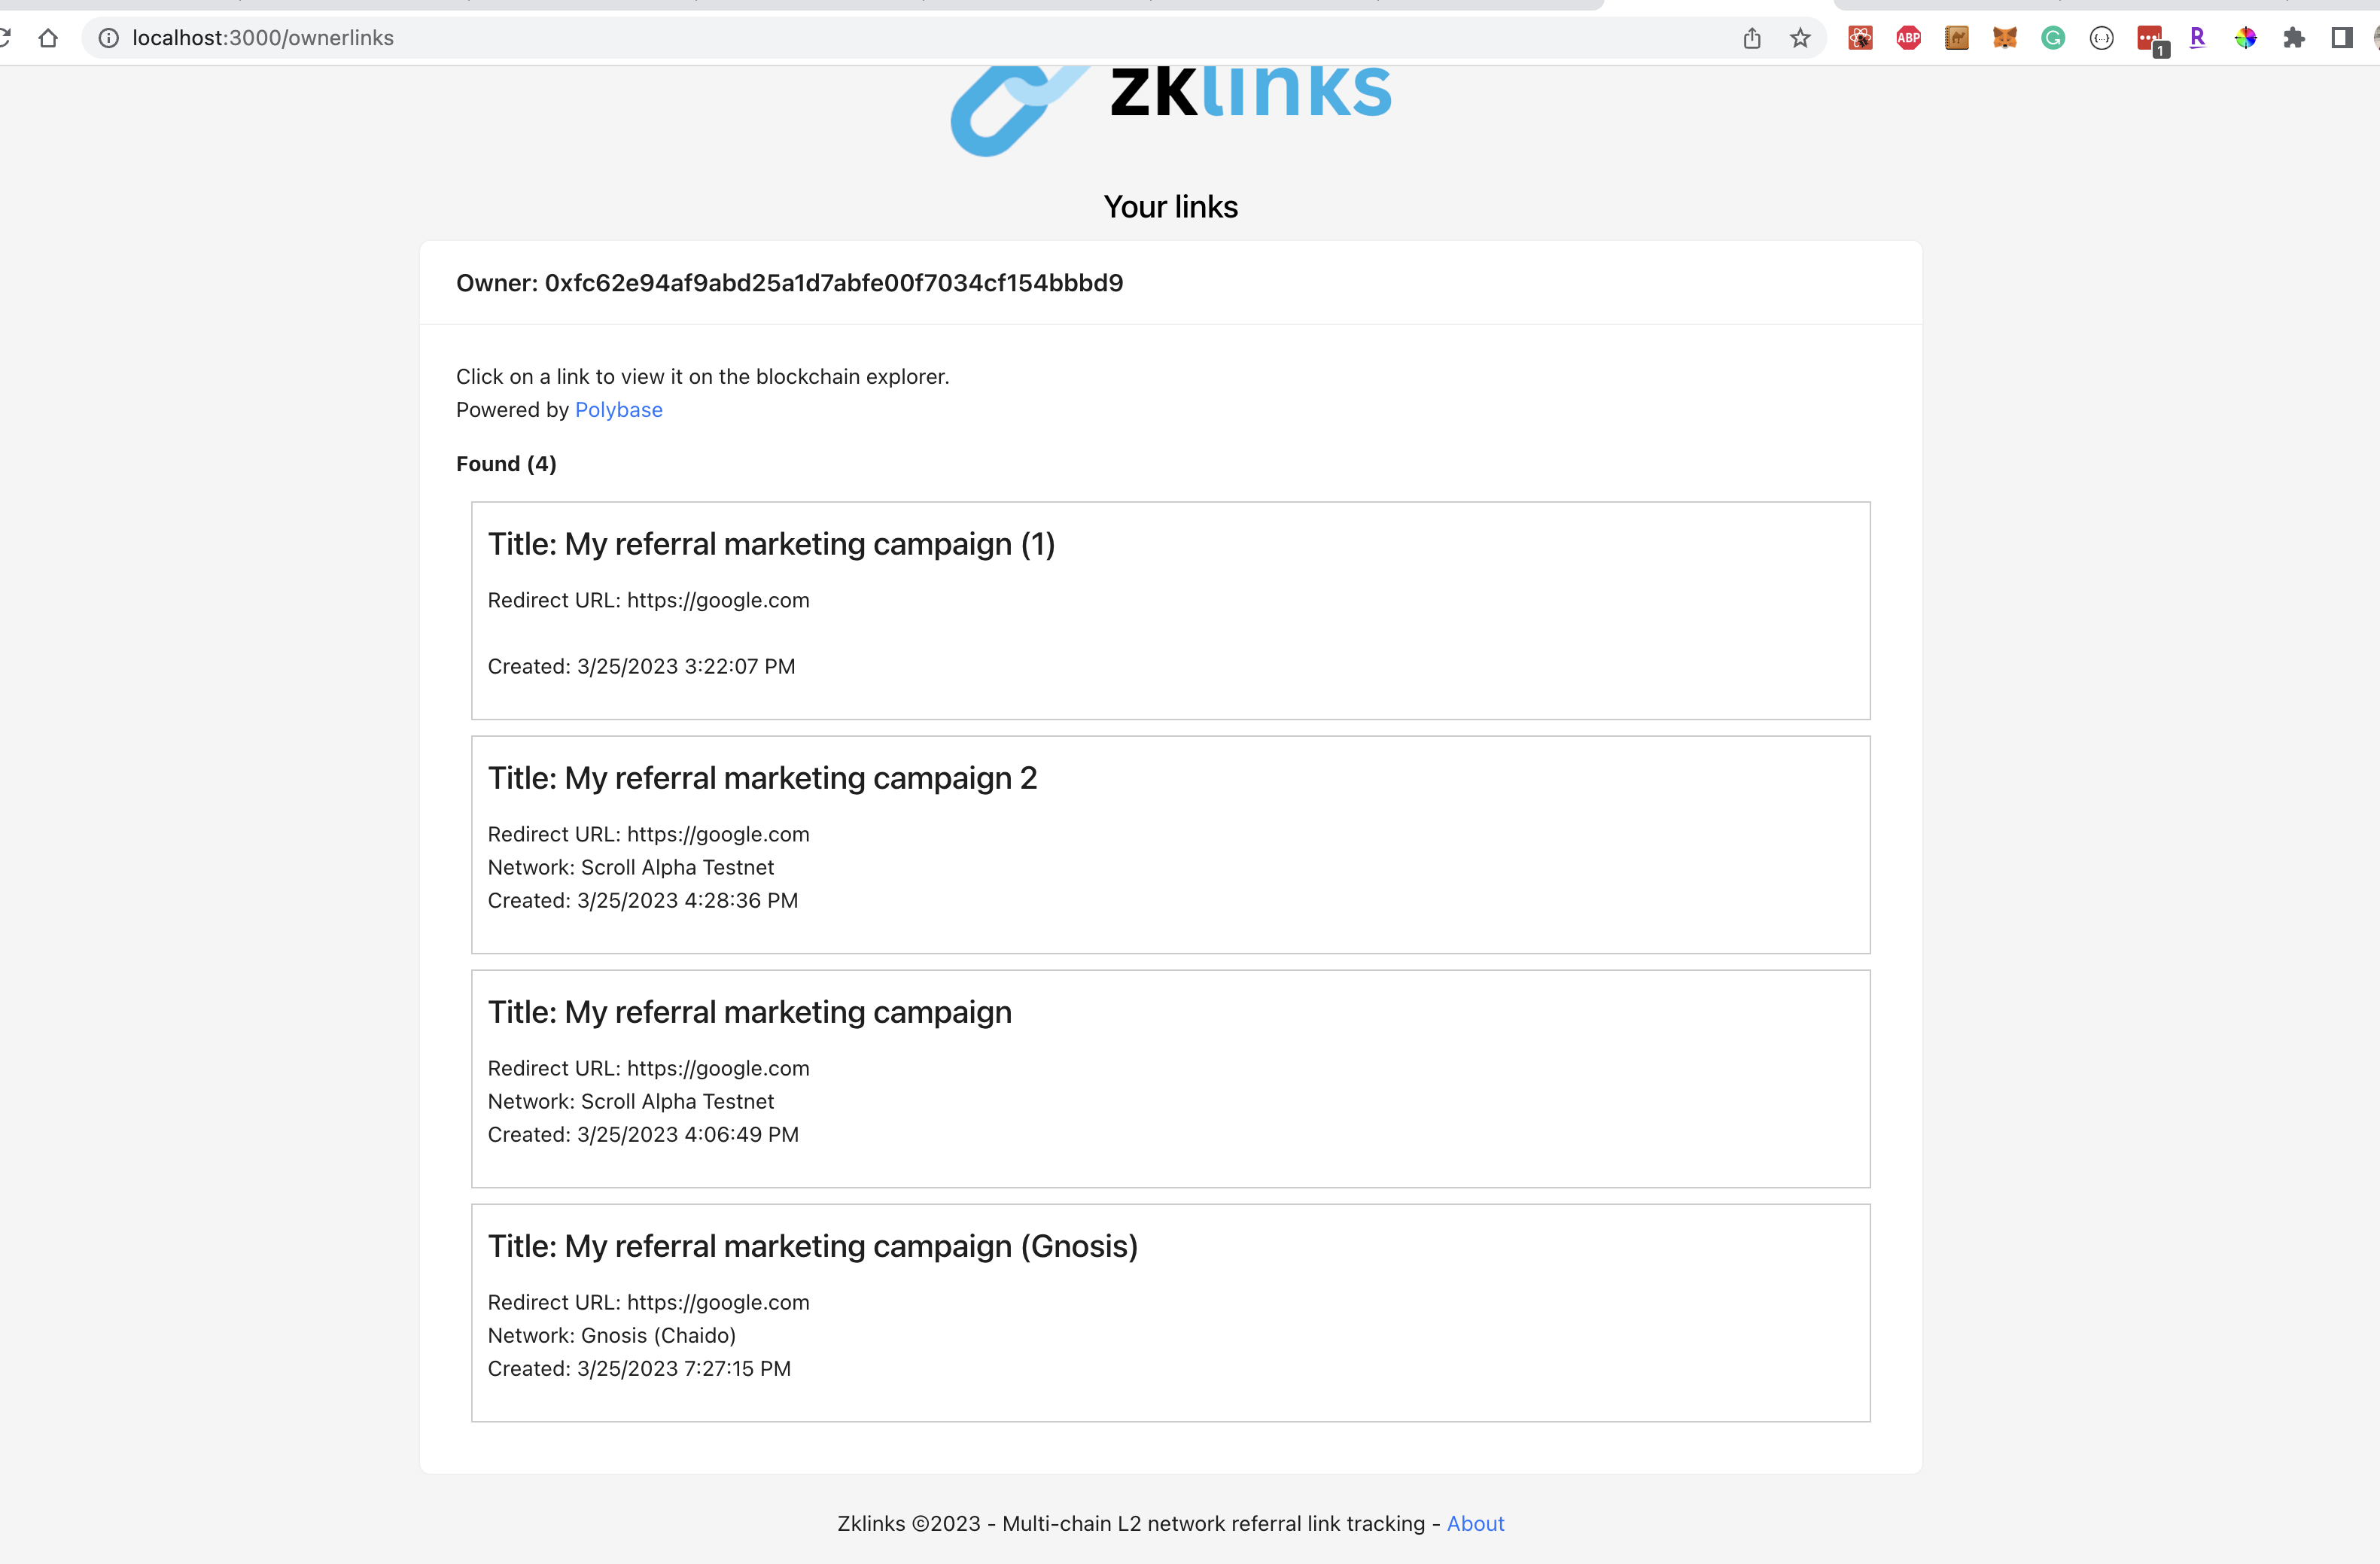 localhost:3000/ownerlinks
ABP
1
R
zklinks
Your links
Owner: 0xfc62e94af9abd25a1d7abfe00f7034cf154bbbd9
Click on a link to view it on the blockchain explorer.
Powered by Polybase
Found (4)
Title: My referral marketing campaign (1)
Redirect URL: https://google.com
Created: 3/25/2023 3:22:07 PM
Title: My referral marketing campaign 2
Redirect URL: https://google.com
Network: Scroll Alpha Testnet
Created: 3/25/2023 4:28:36 PM
Title: My referral marketing campaign
Redirect URL: https://google.com
Network: Scroll Alpha Testnet
Created: 3/25/2023 4:06:49 PM
Title: My referral marketing campaign (Gnosis)
Redirect URL: https://google.com
Network: Gnosis (Chaido)
Created: 3/25/2023 7:27:15 PM
Zklinks ©2023 - Multi-chain L2 network referral link tracking - About